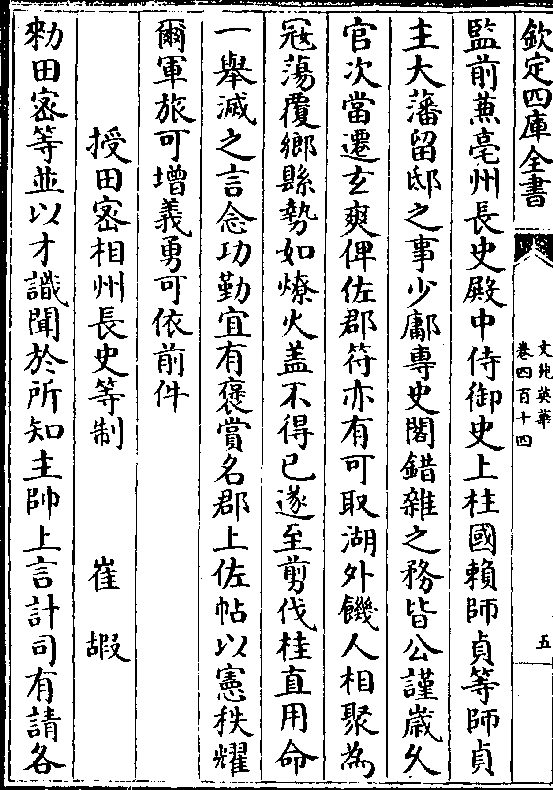 欽定四庫全書
文苑英華
卷四百十四
五
監前兼亳州長史殿中侍御史上柱國賴師貞等師貞
主大藩留邸之事少鄘專史閣錯雜之務皆公謹歲久
官次當遷玄爽俾佐郡符亦有可取湖外饑人相聚為
冦蕩覆鄉縣勢如燎火盖不得已遂至剪伐桂直用命
一舉滅之言念功勤宜有褒賞名郡上佐帖以憲秩耀
爾軍旅可增義勇可依前件
授田宻相州長史等制 崔嘏
勑田宻等並以才識聞於所知主帥上言計司有請各